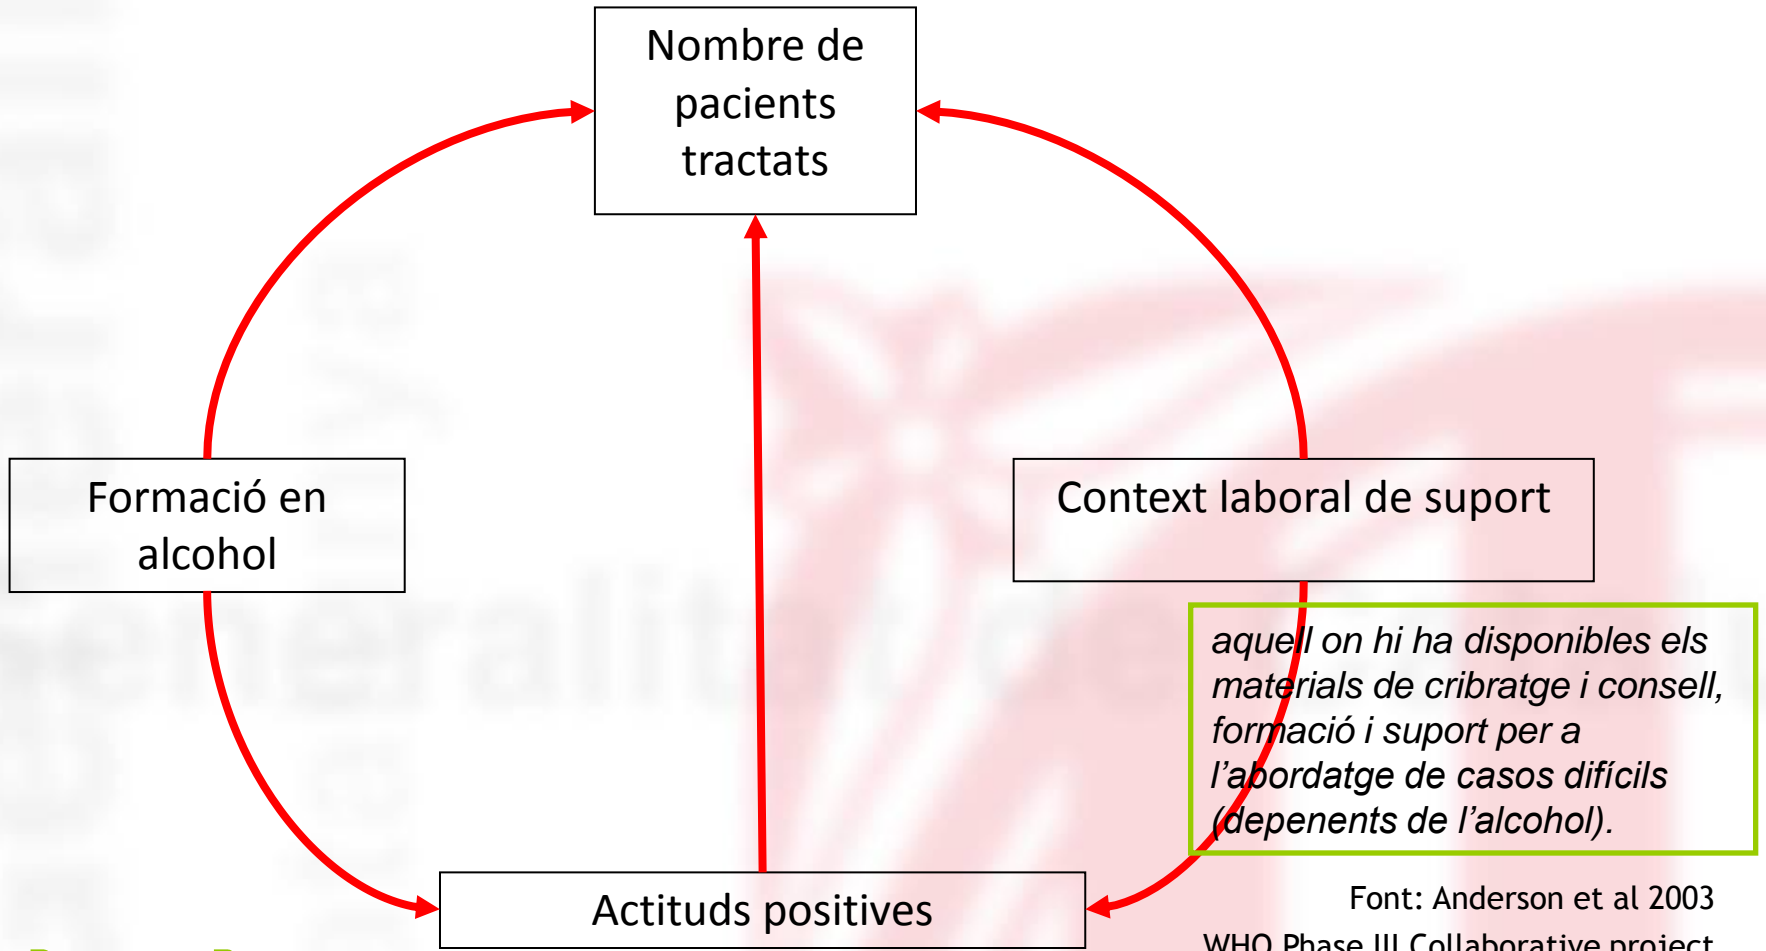 Nombre de
pacients
tractats
Formació en
alcohol
Context laboral de suport
aquell on hi ha disponibles els
materials de cribratge i consell,
formació i suport per a
l’abordatge de casos difícils
(depenents de l’alcohol).
Actituds positives
Font: Anderson et al 2003
WHO Phase III Collaborative project